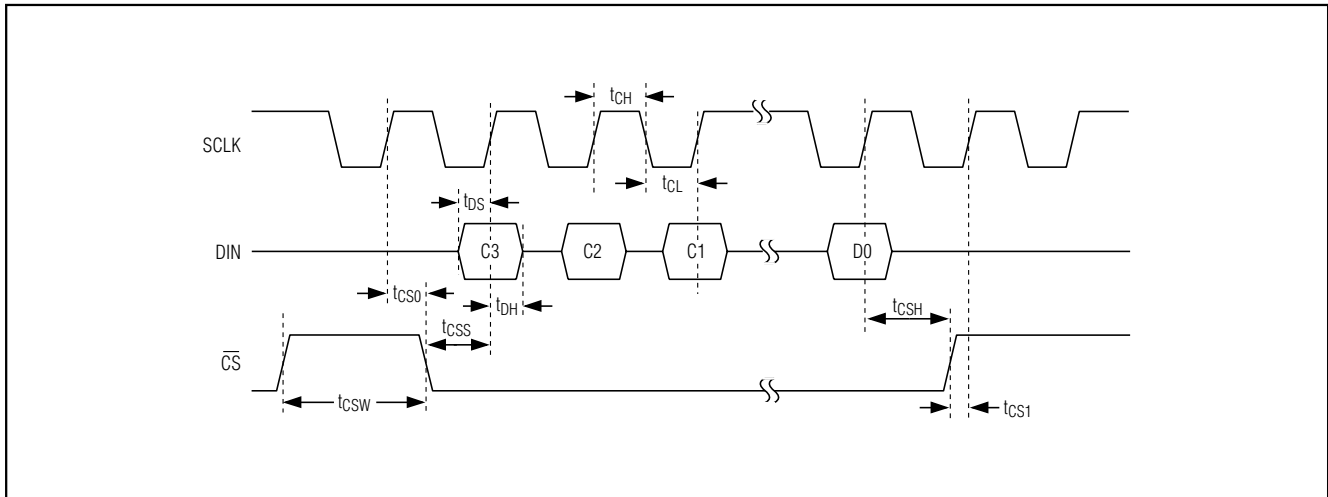 tCH
SCLK
tCL
tDS
DIN
C3
C2
C1
D0
tCS0
tDH
tCSS
tCSH
CS
tCSW
tCS1